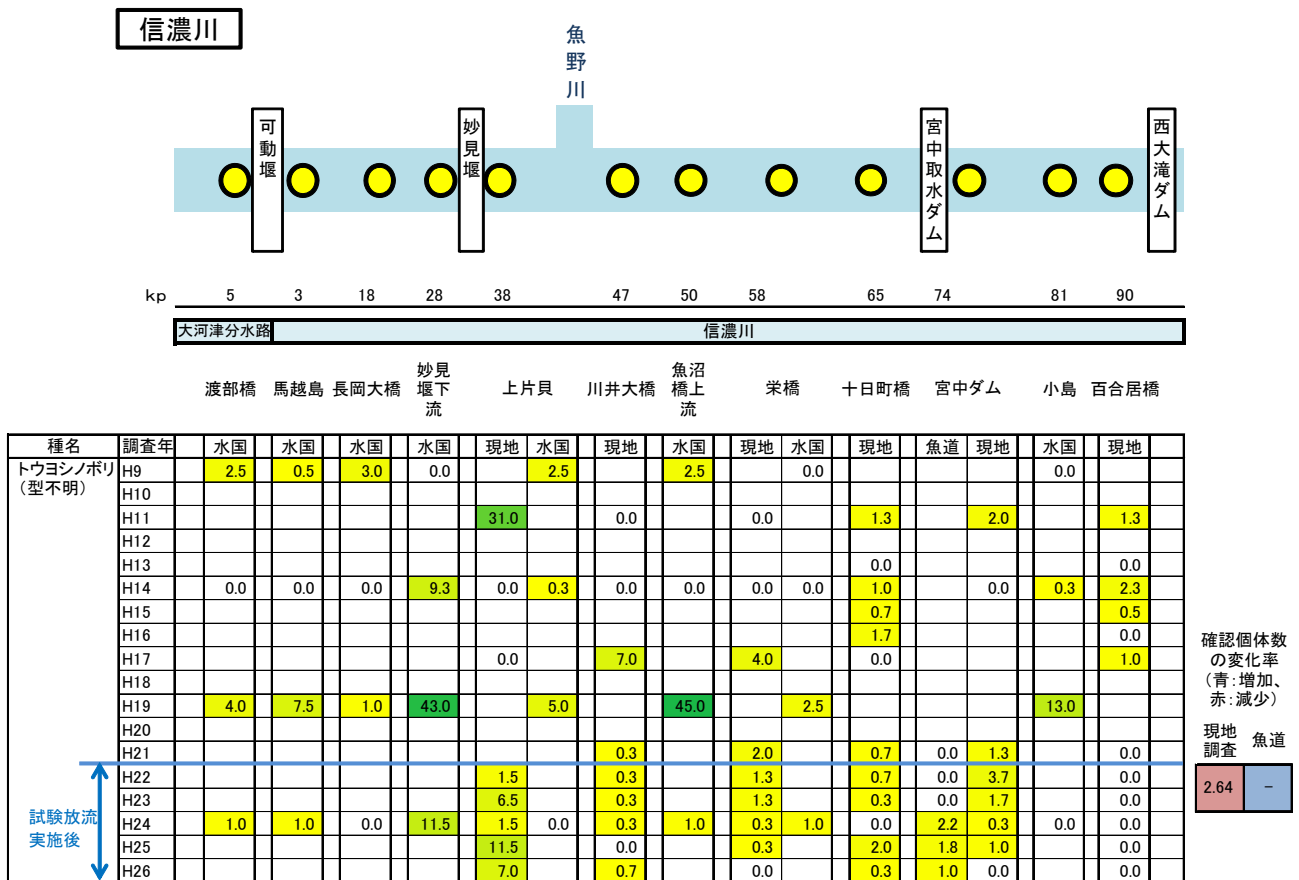 信濃川
魚野川
可動堰
妙見堰
宮中取水ダム
西大滝ダム
kp 5 3 18 28 38 47 50 58 65 74 81 90
大河津分水路 信濃川
渡部橋 馬越島 長岡大橋 妙見堰下流 上片貝 川井大橋 魚沼橋上流 栄橋 十日町橋 宮中ダム 小島 百合居橋
種名 調査年 水国 水国 水国 水国 現地 水国 現地 水国 現地 水国 現地 魚道 現地 水国 現地
トウヨシノボリ H9 2.5 0.5 3.0 0.0 2.5 2.5 0.0 0.0
(型不明) H10
H11 31.0 0.0 0.0 1.3 2.0 1.3
H12
H13 0.0 0.0
H14 0.0 0.0 0.0 9.3 0.0 0.3 0.0 0.0 0.0 0.0 1.0 0.0 0.3 2.3
H15 0.7 0.5
H16 1.7 0.0
H17 0.0 7.0 4.0 0.0 1.0
H18
H19 4.0 7.5 1.0 43.0 5.0 45.0 2.5 13.0
H20
H21 0.3 2.0 0.7 0.0 1.3 0.0
H22 1.5 0.3 1.3 0.7 0.0 3.7 0.0
H23 6.5 0.3 1.3 0.3 0.0 1.7 0.0
H24 1.0 1.0 0.0 11.5 1.5 0.0 0.3 1.0 0.3 1.0 0.0 2.2 0.3 0.0 0.0
H25 11.5 0.0 0.3 2.0 1.8 1.0 0.0
H26 7.0 0.7 0.0 0.3 1.0 0.0 0.0
試験放流
実施後
確認個体数
の変化率
(青:増加、
赤:減少)
現地調査 魚道
2.64 -